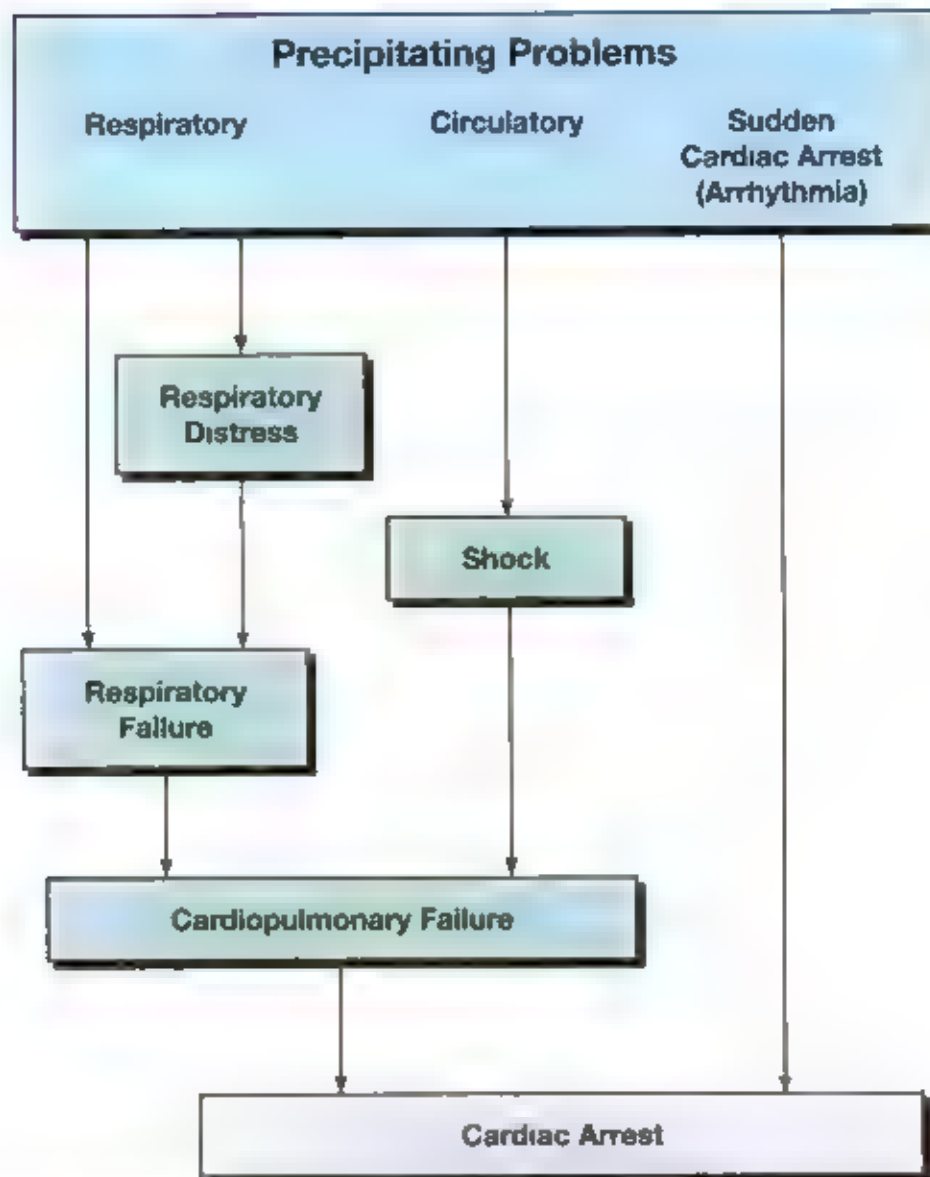 Precipitating Problems
Respiratory
Circulatory
Sudden
Cardiac Arrest
(Arrhythmia)
Respiratory
Distress
Shock
Respiratory
Failure
Cardiopulmonary Failure
Cardiac Arrest